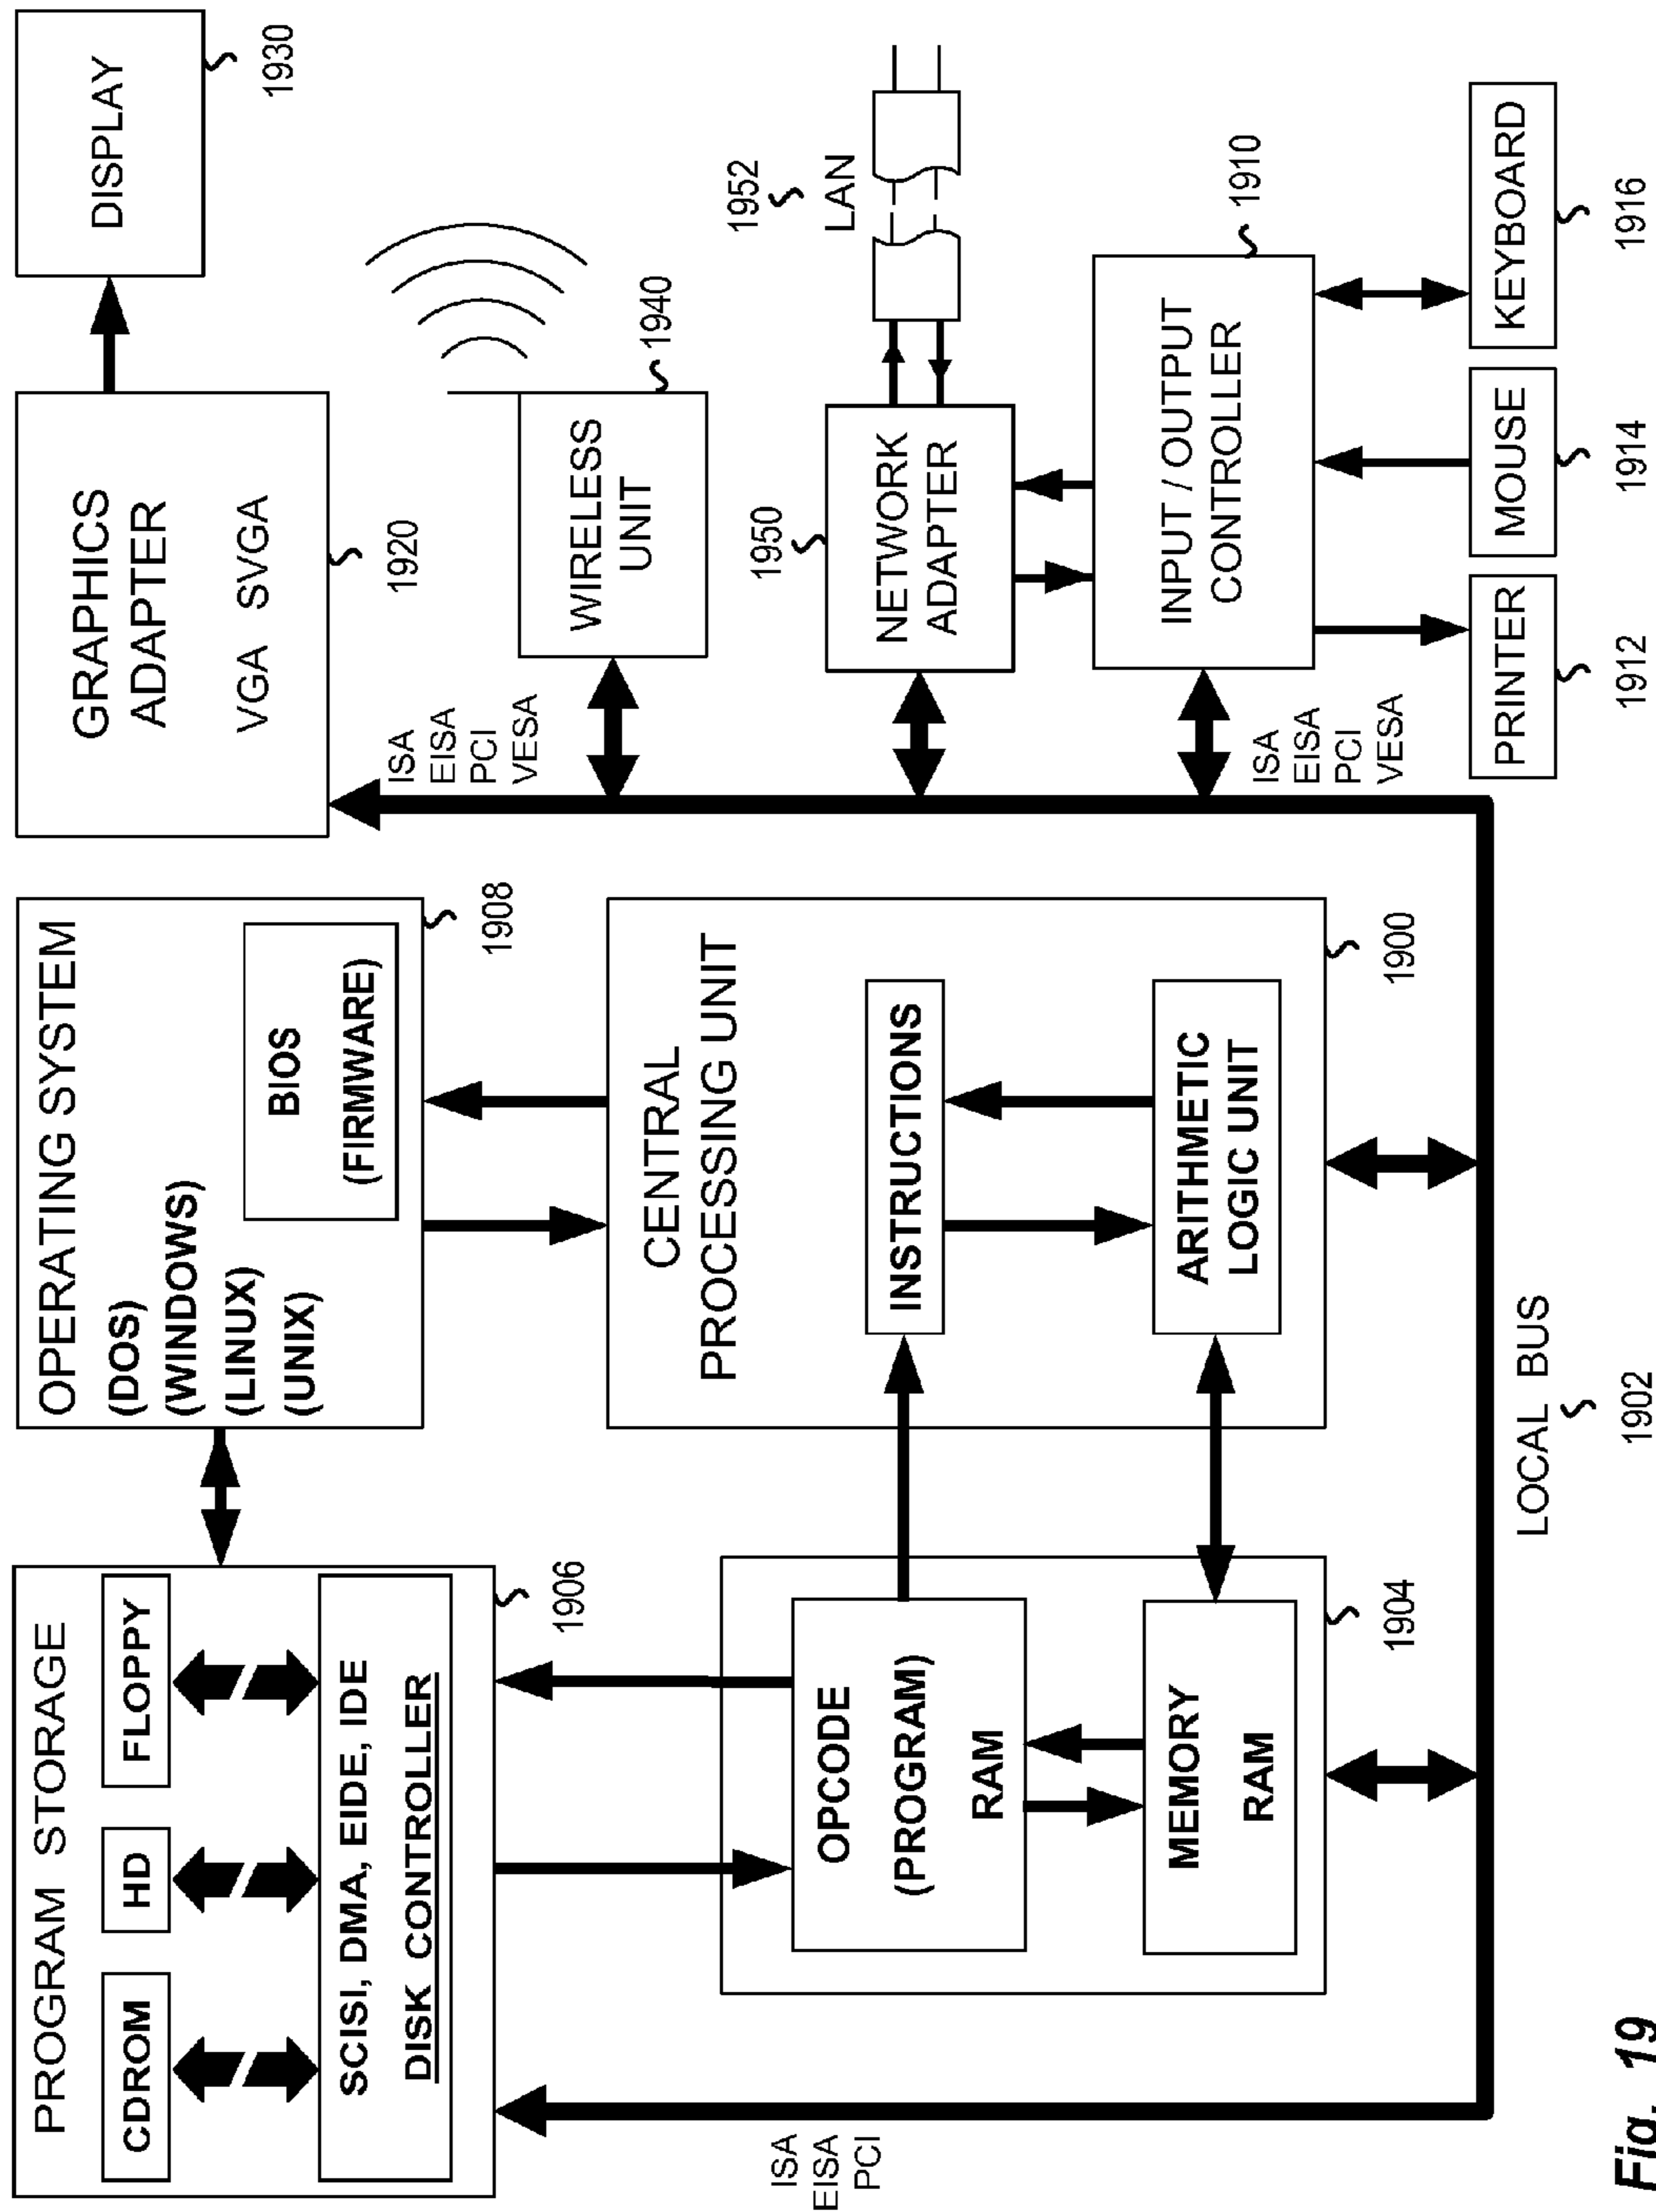 PROGRAM STORAGE
CDROM
HD
FLOPPY
SCISI, DMA, EIDE, IDE
DISK CONTROLLER
1906
OPERATING SYSTEM
(DOS)
(WINDOWS)
(LINUX)
(UNIX)
BIOS
(FIRMWARE)
1908
GRAPHICS
ADAPTER
VGA SVGA
1920
DISPLAY
1930
ISA
EISA
PCI
VESA
WIRELESS
UNIT
1940
ISA
EISA
PCI
OPCODE
(PROGRAM)
RAM
MEMORY
RAM
1904
CENTRAL
PROCESSING UNIT
INSTRUCTIONS
ARITHMETIC
LOGIC UNIT
1900
1950
NETWORK
ADAPTER
1952
LAN
INPUT / OUTPUT
CONTROLLER
1910
ISA
EISA
PCI
VESA
PRINTER
1912
MOUSE
1914
KEYBOARD
1916
LOCAL BUS
1902
Fig. 19